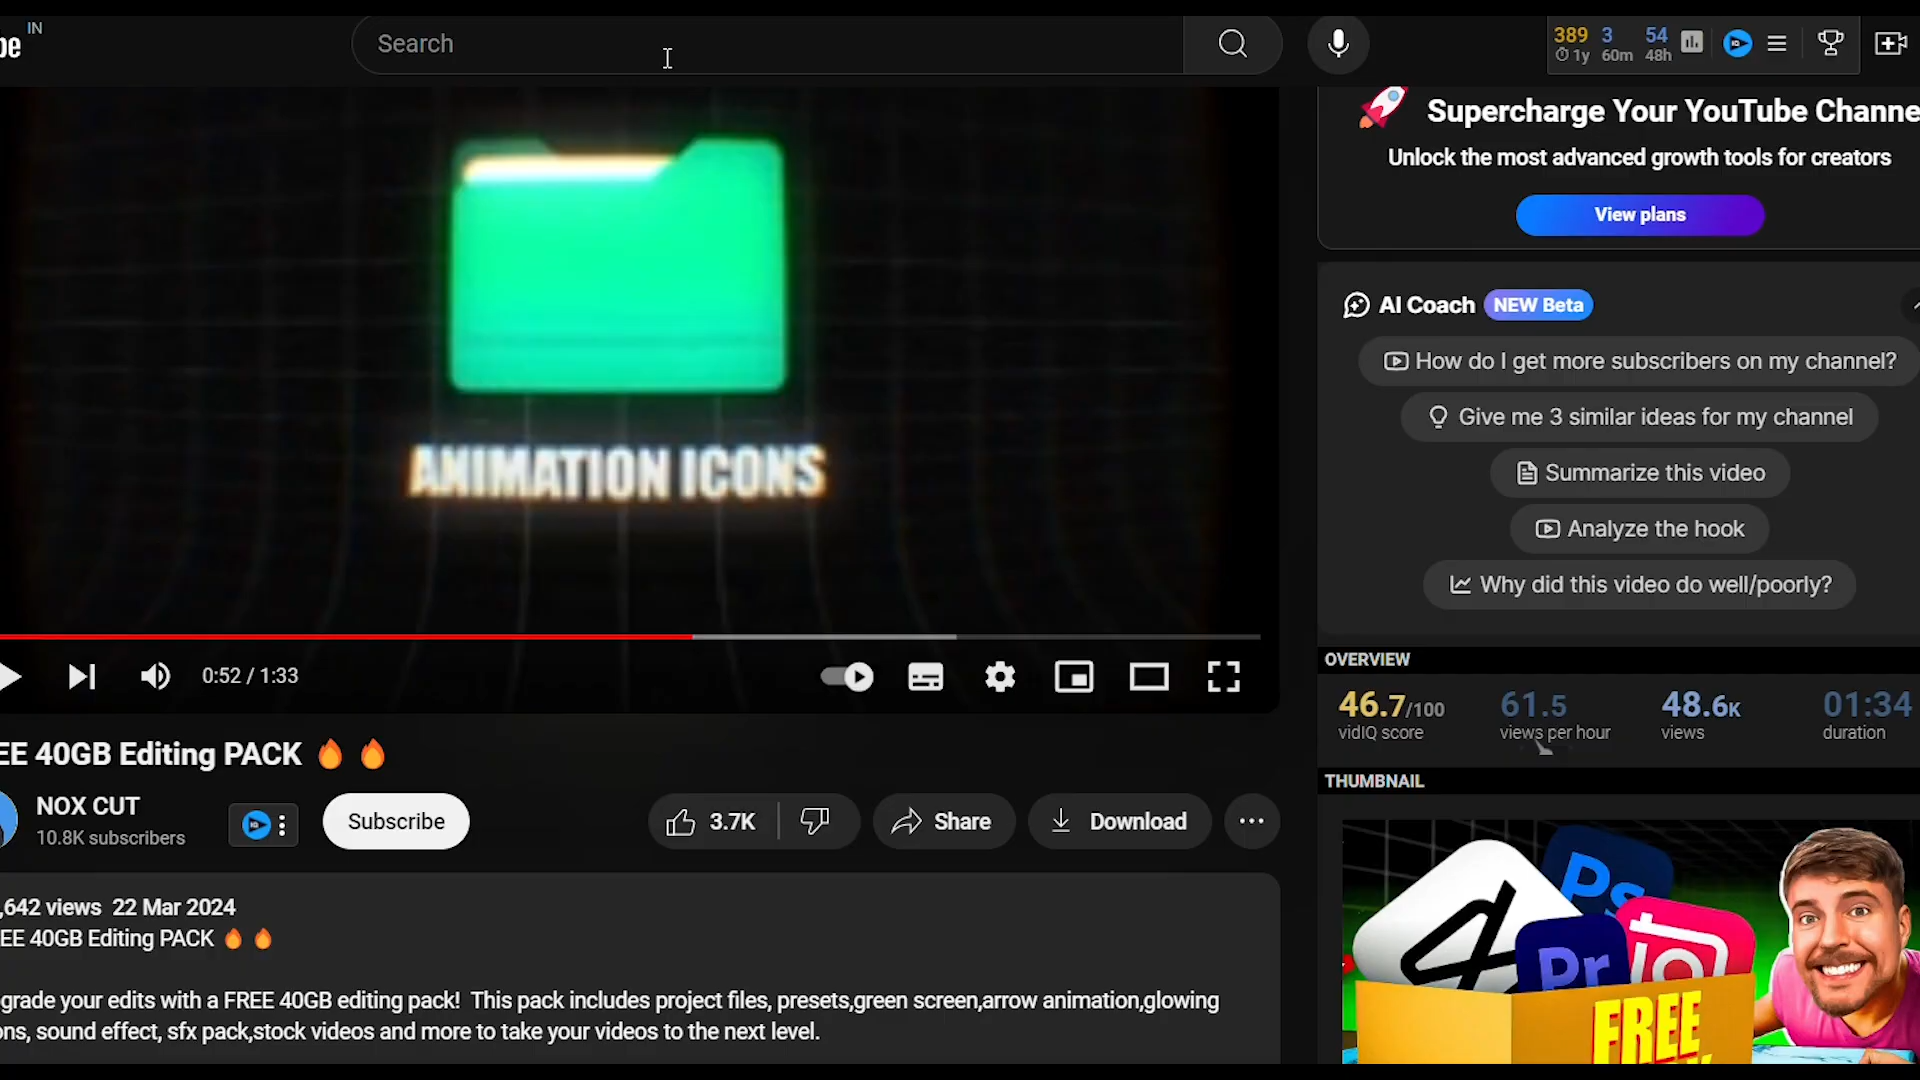 be IN
Search
389 3 54
1y 60m 48h
Supercharge Your YouTube Channe
Unlock the most advanced growth tools for creators
View plans
AI Coach NEW Beta
How do I get more subscribers on my channel?
Give me 3 similar ideas for my channel
Summarize this video
Analyze the hook
Why did this video do well/poorly?
ANIMATION ICONS
0:52 / 1:33
OVERVIEW
46.7/100 61.5 48.6K 01:34
vidIQ score views per hour views duration
THUMBNAIL
Ps
Pr
FREE
EE 40GB Editing PACK 🔥 🔥
NOX CUT
10.8K subscribers
Subscribe
3.7K
Share
Download
,642 views 22 Mar 2024
EE 40GB Editing PACK 🔥 🔥
grade your edits with a FREE 40GB editing pack! This pack includes project files, presets,green screen,arrow animation,glowing
ons, sound effect, sfx pack,stock videos and more to take your videos to the next level.